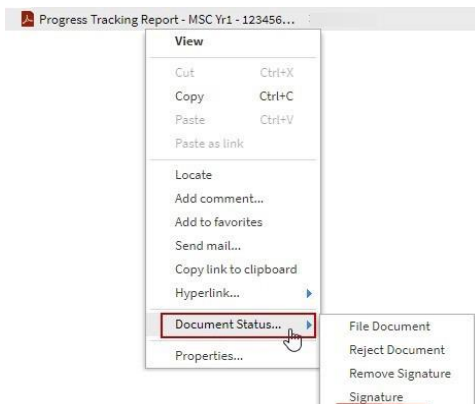 Progress Tracking Report - MSC Yr1 - 123456...
View
Cut Ctrl+X
Copy Ctrl+C
Paste Ctrl+V
Paste as link
Locate
Add comment...
Add to favorites
Send mail...
Copy link to clipboard
Hyperlink...
Document Status...
Properties...
File Document
Reject Document
Remove Signature
Signature